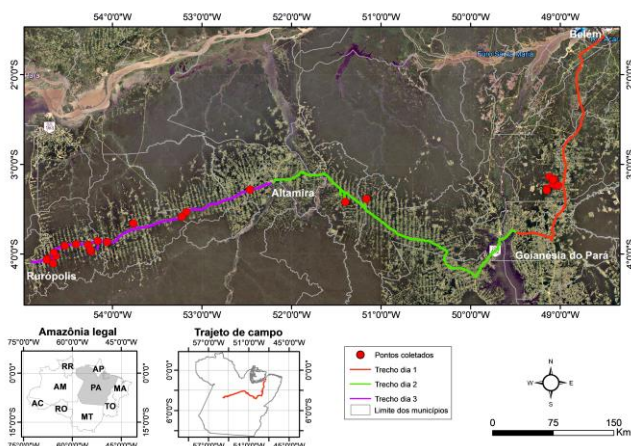 54°0'0"W 53°0'0"W 52°0'0"W 51°0'0"W 50°0'0"W 49°0'0"W
Belém
2°0'0"S 2°0'0"S
3°0'0"S 3°0'0"S
Altamira
4°0'0"S Rurópolis Goianésia do Pará 4°0'0"S
54°0'0"W 53°0'0"W 52°0'0"W 51°0'0"W 50°0'0"W 49°0'0"W
Amazônia legal
75°0'0"W 60°0'0"W 45°0'0"W
RR AP
AM PA MA
AC RO TO
MT
0°0'0"
15°0'0"S
75°0'0"W 60°0'0"W 45°0'0"W
Trajeto de campo
57°0'0"W 51°0'0"W 45°0'0"W
0°0'0"
6°0'0"S
57°0'0"W 51°0'0"W 45°0'0"W
Pontos coletados
Trecho dia 1
Trecho dia 2
Trecho dia 3
Limite dos municípios
N
W E
S
0 75 150
Km